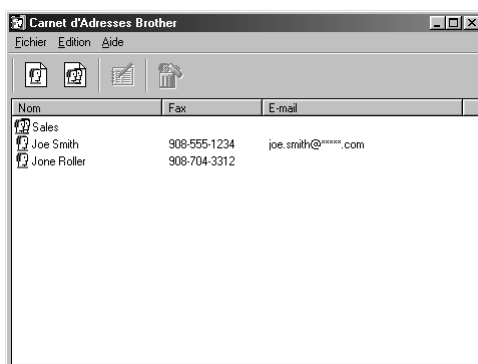 Carnet d'Adresses Brother
Fichier Edition Aide
Nom Fax E-mail
Sales
Joe Smith 908-555-1234 joe.smith@*****.com
Jone Roller 908-704-3312